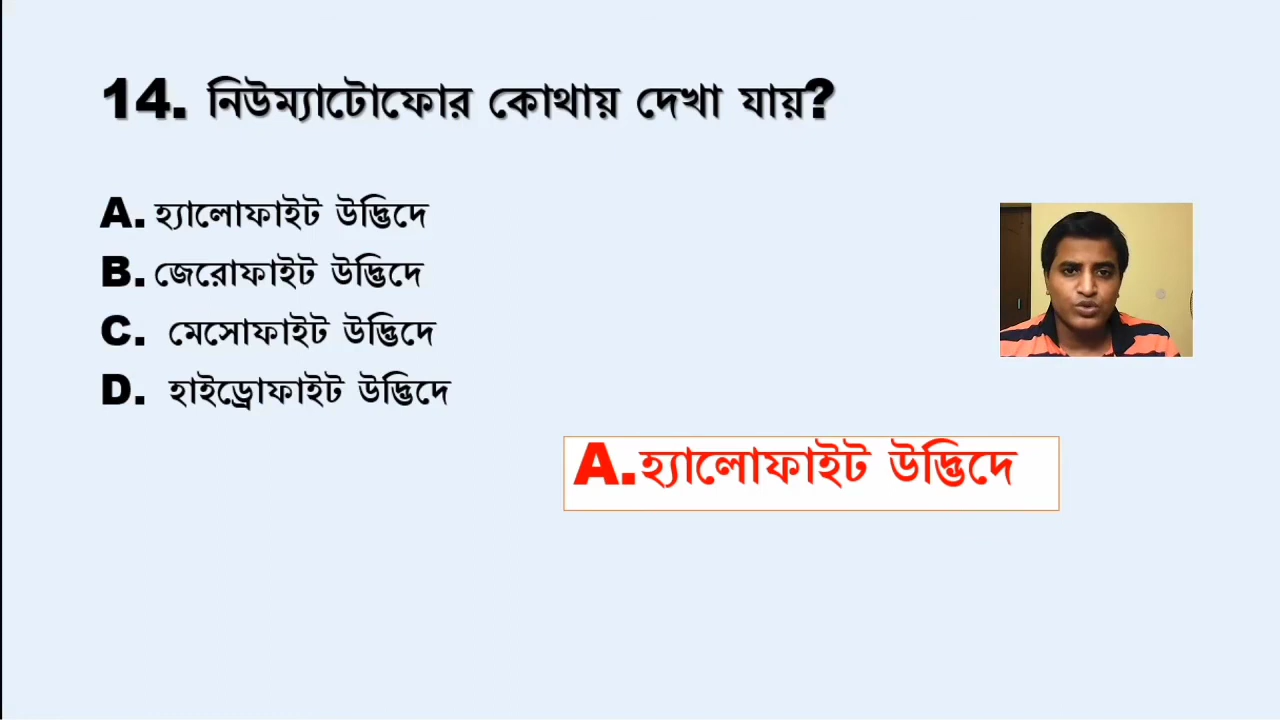 14. নিউম্যাটোফোর কোথায় দেখা যায়?
A. হ্যালোফাইট উদ্ভিদে
B. জেরোফাইট উদ্ভিদে
C. মেসোফাইট উদ্ভিদে
D. হাইড্রোফাইট উদ্ভিদে
A.হ্যালোফাইট উদ্ভিদে